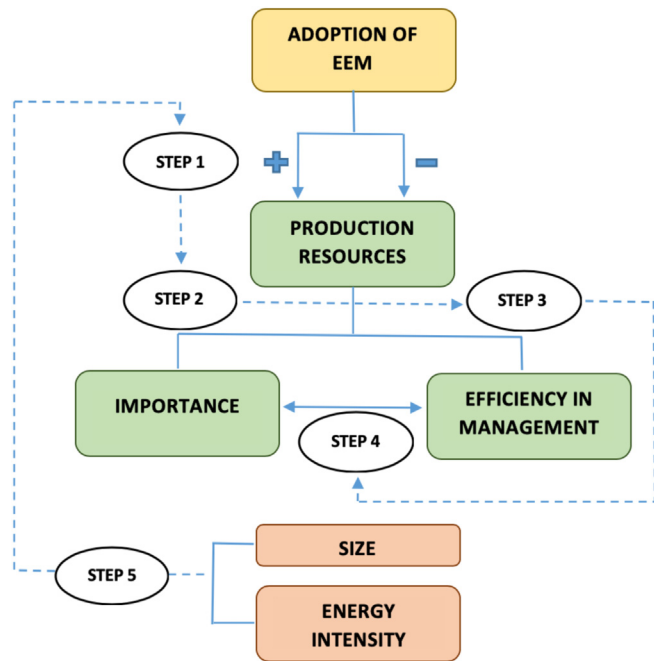 ADOPTION OF
EEM
STEP 1
PRODUCTION
RESOURCES
STEP 2
STEP 3
IMPORTANCE
EFFICIENCY IN
MANAGEMENT
STEP 4
SIZE
STEP 5
ENERGY
INTENSITY